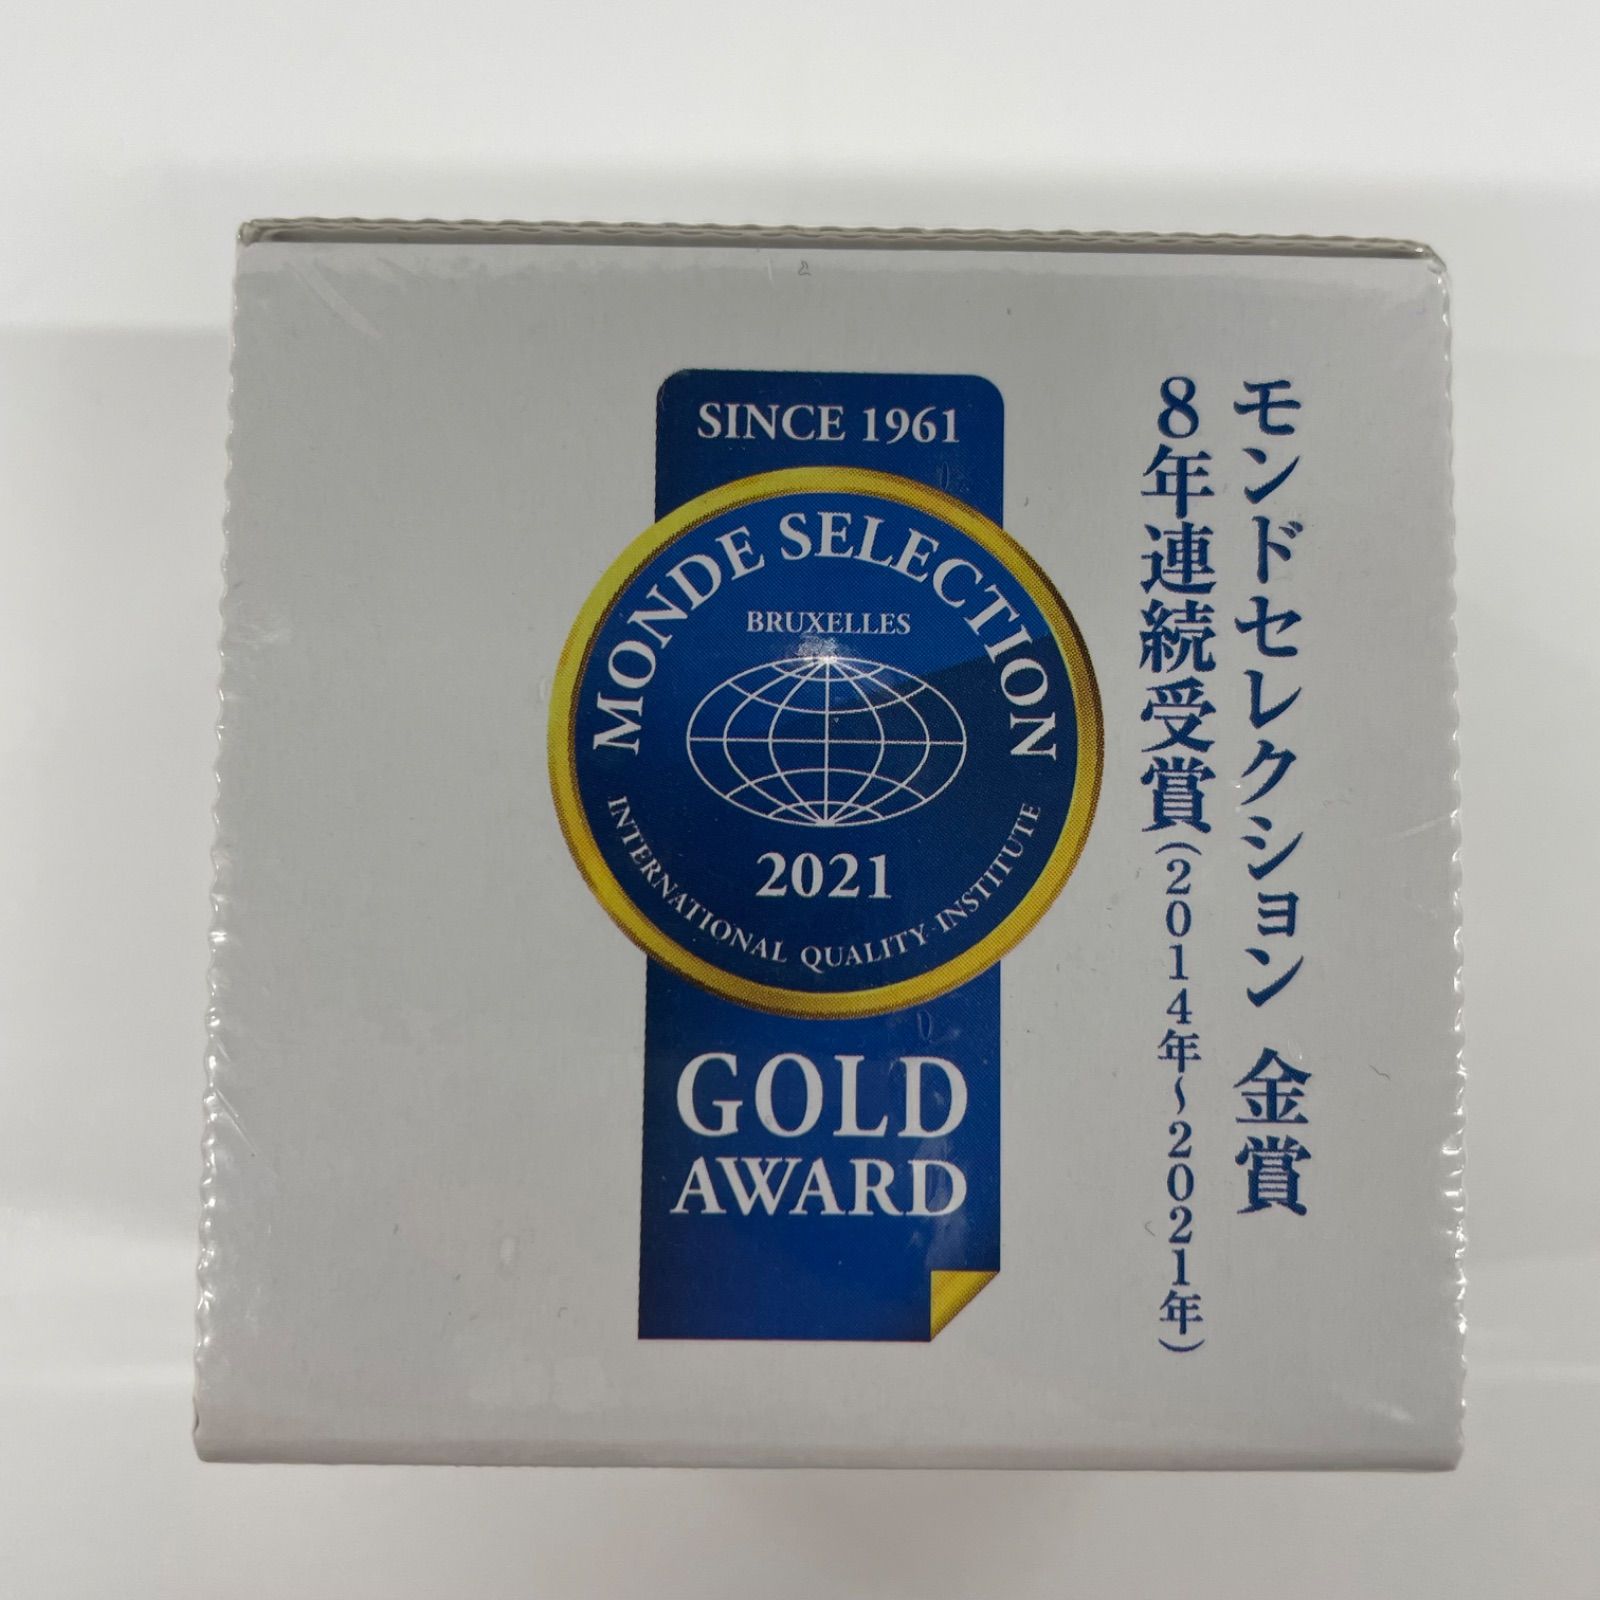 モンドセレクション 金賞
8年連続受賞(2014年~2021年)
SINCE 1961
MONDE SELECTION
BRUXELLES
2021
INTERNATIONAL QUALITY INSTITUTE
GOLD
AWARD